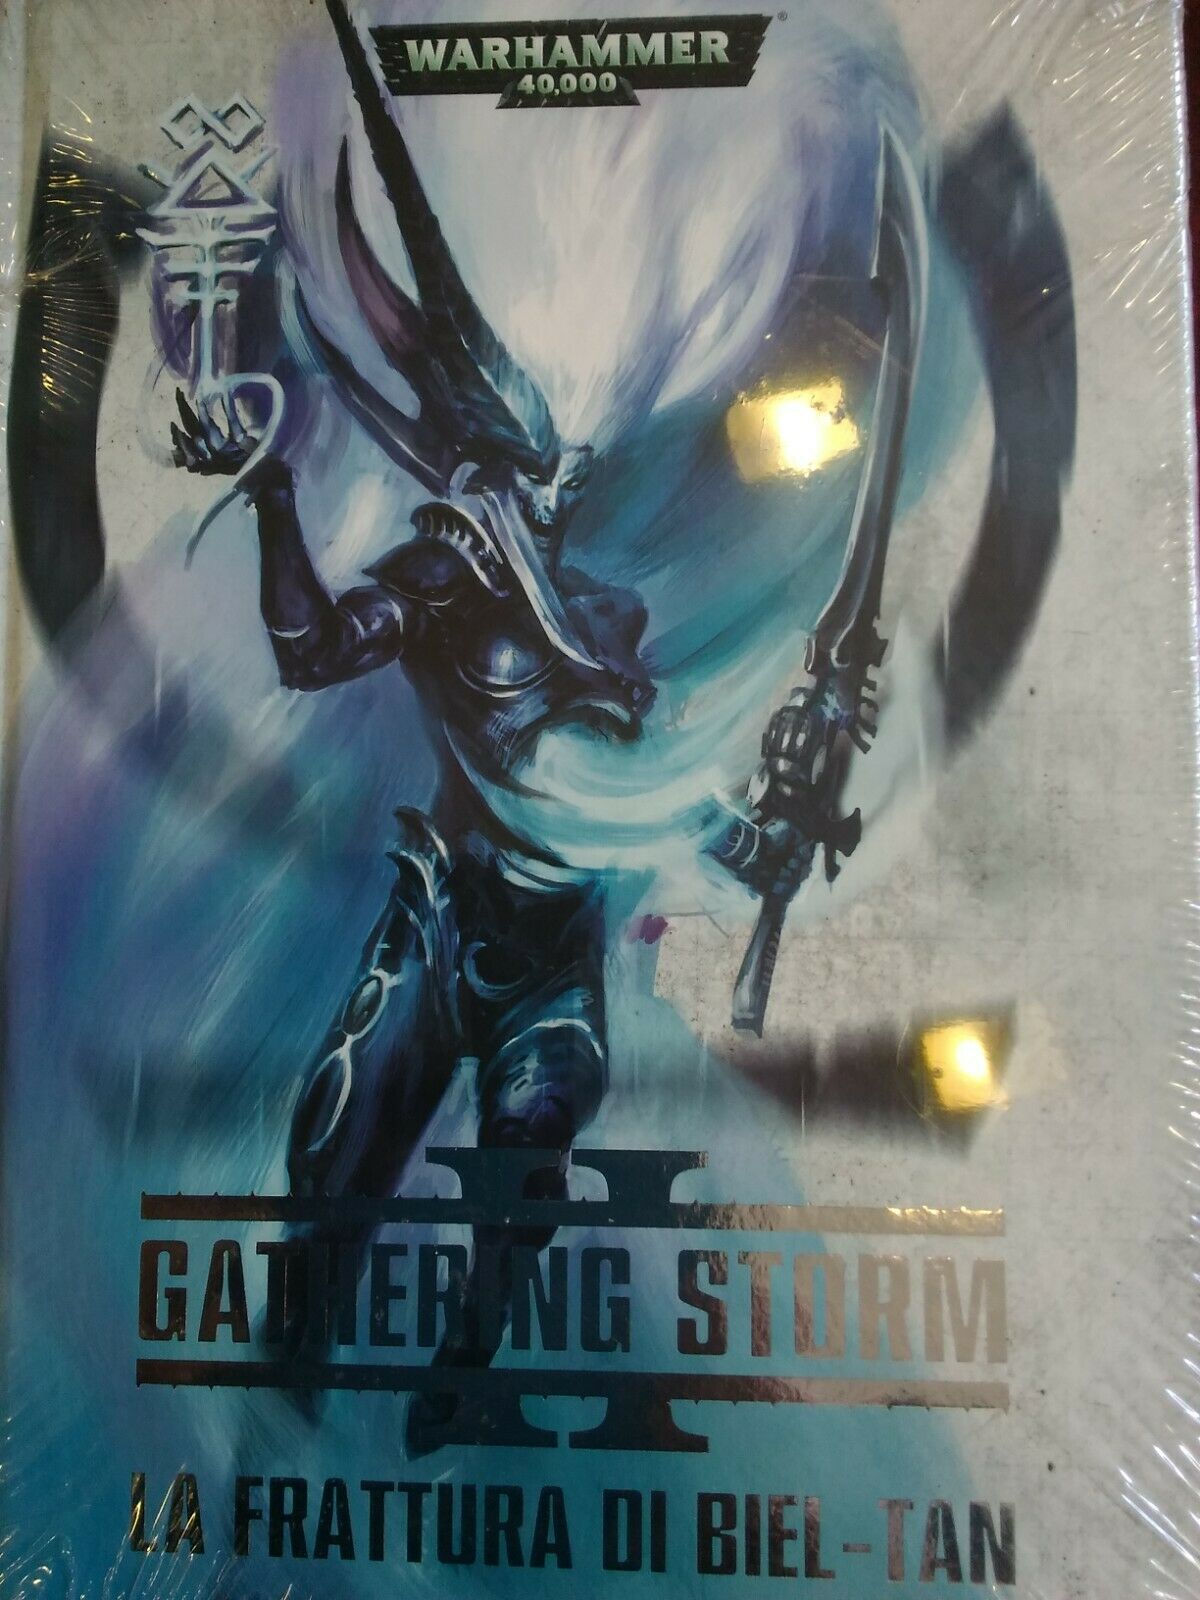 WARHAMMER®
40,000
II
GATHERING STORM
LA FRATTURA DI BIEL-TAN